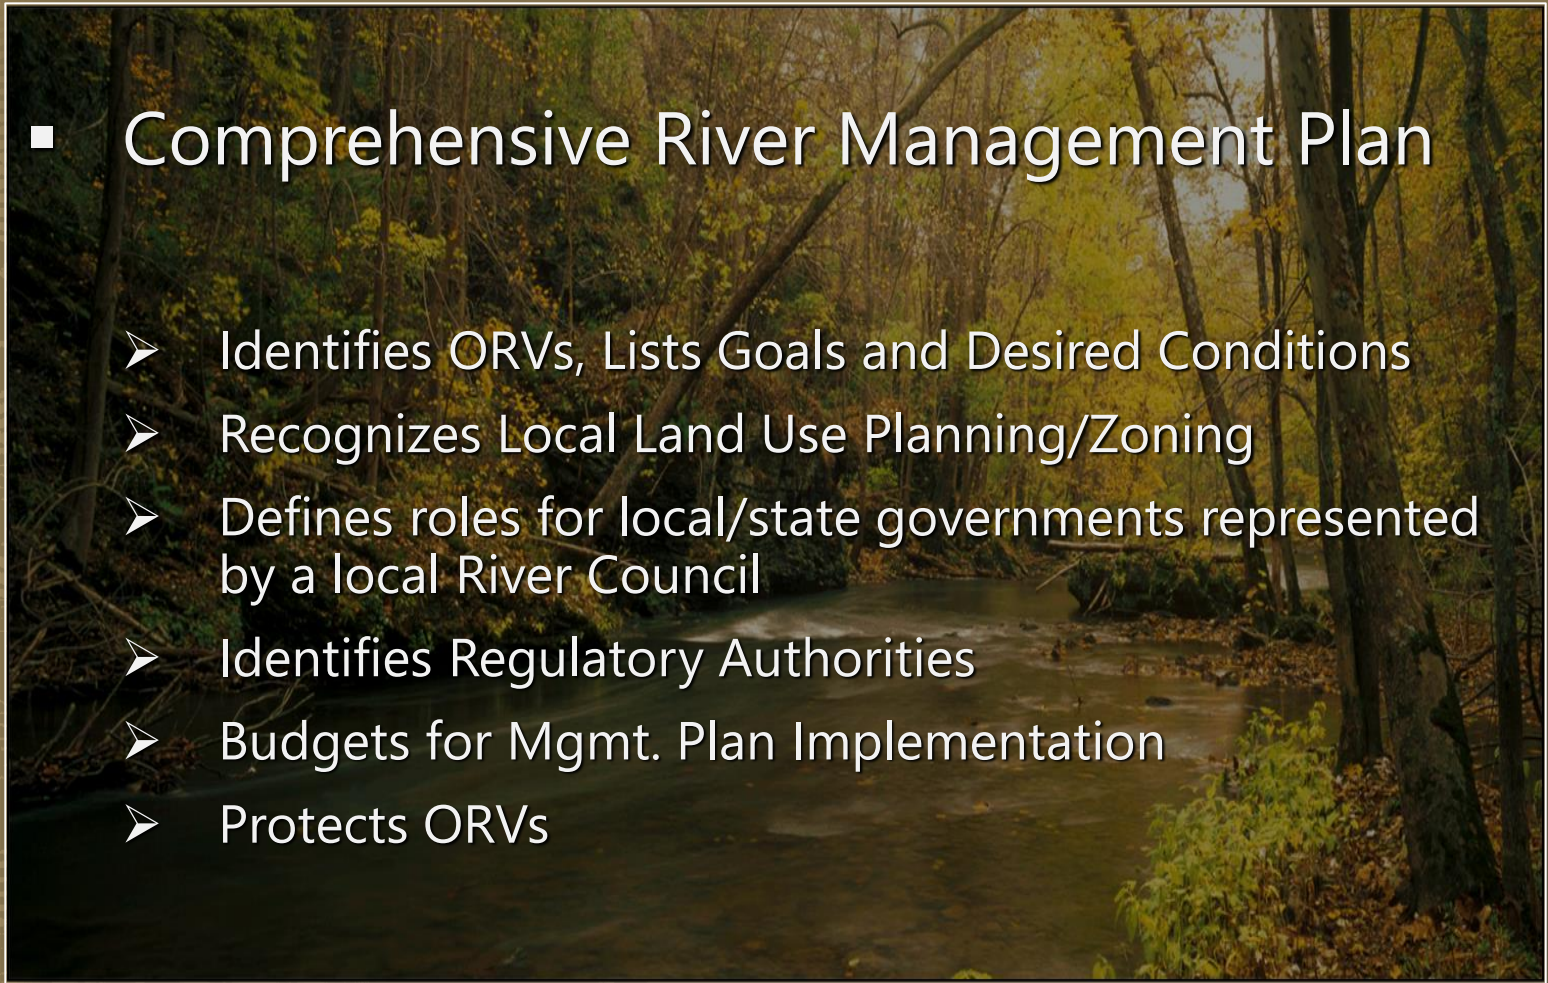 ▪ Comprehensive River Management Plan
➢ Identifies ORVs, Lists Goals and Desired Conditions
➢ Recognizes Local Land Use Planning/Zoning
➢ Defines roles for local/state governments represented
by a local River Council
➢ Identifies Regulatory Authorities
➢ Budgets for Mgmt. Plan Implementation
➢ Protects ORVs